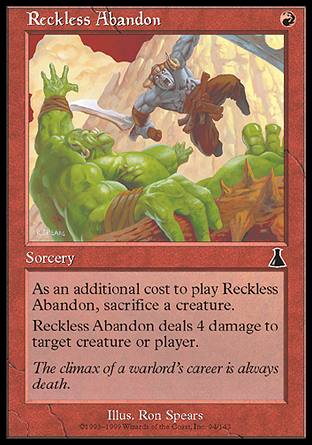 Reckless Abandon
R. SPEARS
Sorcery
As an additional cost to play Reckless
Abandon, sacrifice a creature.
Reckless Abandon deals 4 damage to
target creature or player.
The climax of a warlord's career is always
death.
Illus. Ron Spears
©1993–1999 Wizards of the Coast, Inc. 94/143